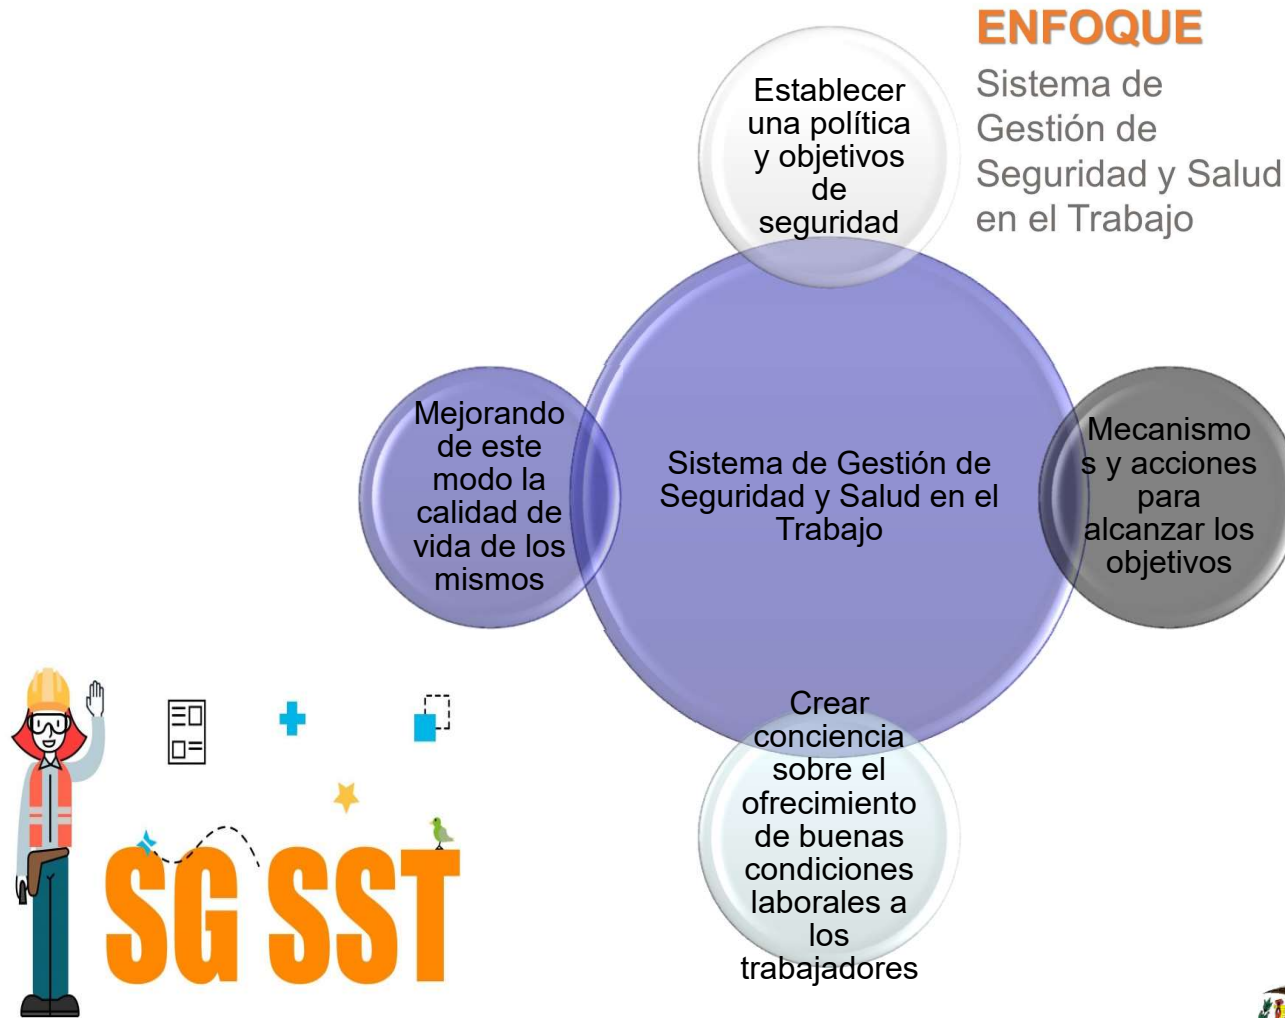 ENFOQUE
Sistema de
Gestión de
Seguridad y Salud
en el Trabajo
Establecer
una política
y objetivos
de
seguridad
Mejorando
de este
modo la
calidad de
vida de los
mismos
Sistema de Gestión de
Seguridad y Salud en el
Trabajo
Mecanismo
s y acciones
para
alcanzar los
objetivos
Crear
conciencia
sobre el
ofrecimiento
de buenas
condiciones
laborales a
los
trabajadores
SG SST